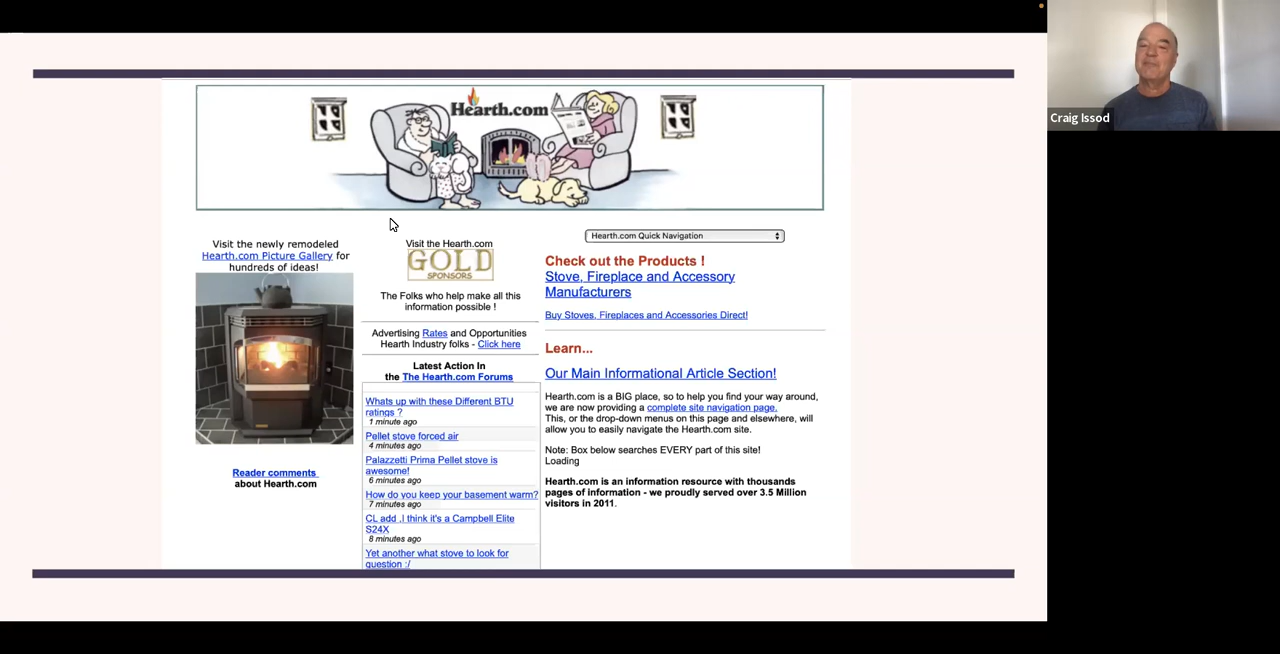 Hearth.com
Visit the newly remodeled
Hearth.com Picture Gallery for
hundreds of ideas!
Reader comments
about Hearth.com
Visit the Hearth.com
GOLD
SPONSORS
The Folks who help make all this
information possible !
Advertising Rates and Opportunities
Hearth Industry folks - Click here
Latest Action In
the The Hearth.com Forums
Whats up with these Different BTU
ratings ?
1 minute ago
Pellet stove forced air
4 minutes ago
Palazzetti Prima Pellet stove is
awesome!
6 minutes ago
How do you keep your basement warm?
7 minutes ago
CL add ,I think it's a Campbell Elite
S24X
8 minutes ago
Yet another what stove to look for
question :/
Hearth.com Quick Navigation
Check out the Products !
Stove, Fireplace and Accessory
Manufacturers
Buy Stoves, Fireplaces and Accessories Direct!
Learn...
Our Main Informational Article Section!
Hearth.com is a BIG place, so to help you find your way around,
we are now providing a complete site navigation page.
This, or the drop-down menus on this page and elsewhere, will
allow you to easily navigate the Hearth.com site.
Note: Box below searches EVERY part of this site!
Loading
Hearth.com is an information resource with thousands
pages of information - we proudly served over 3.5 Million
visitors in 2011.
Craig Issod